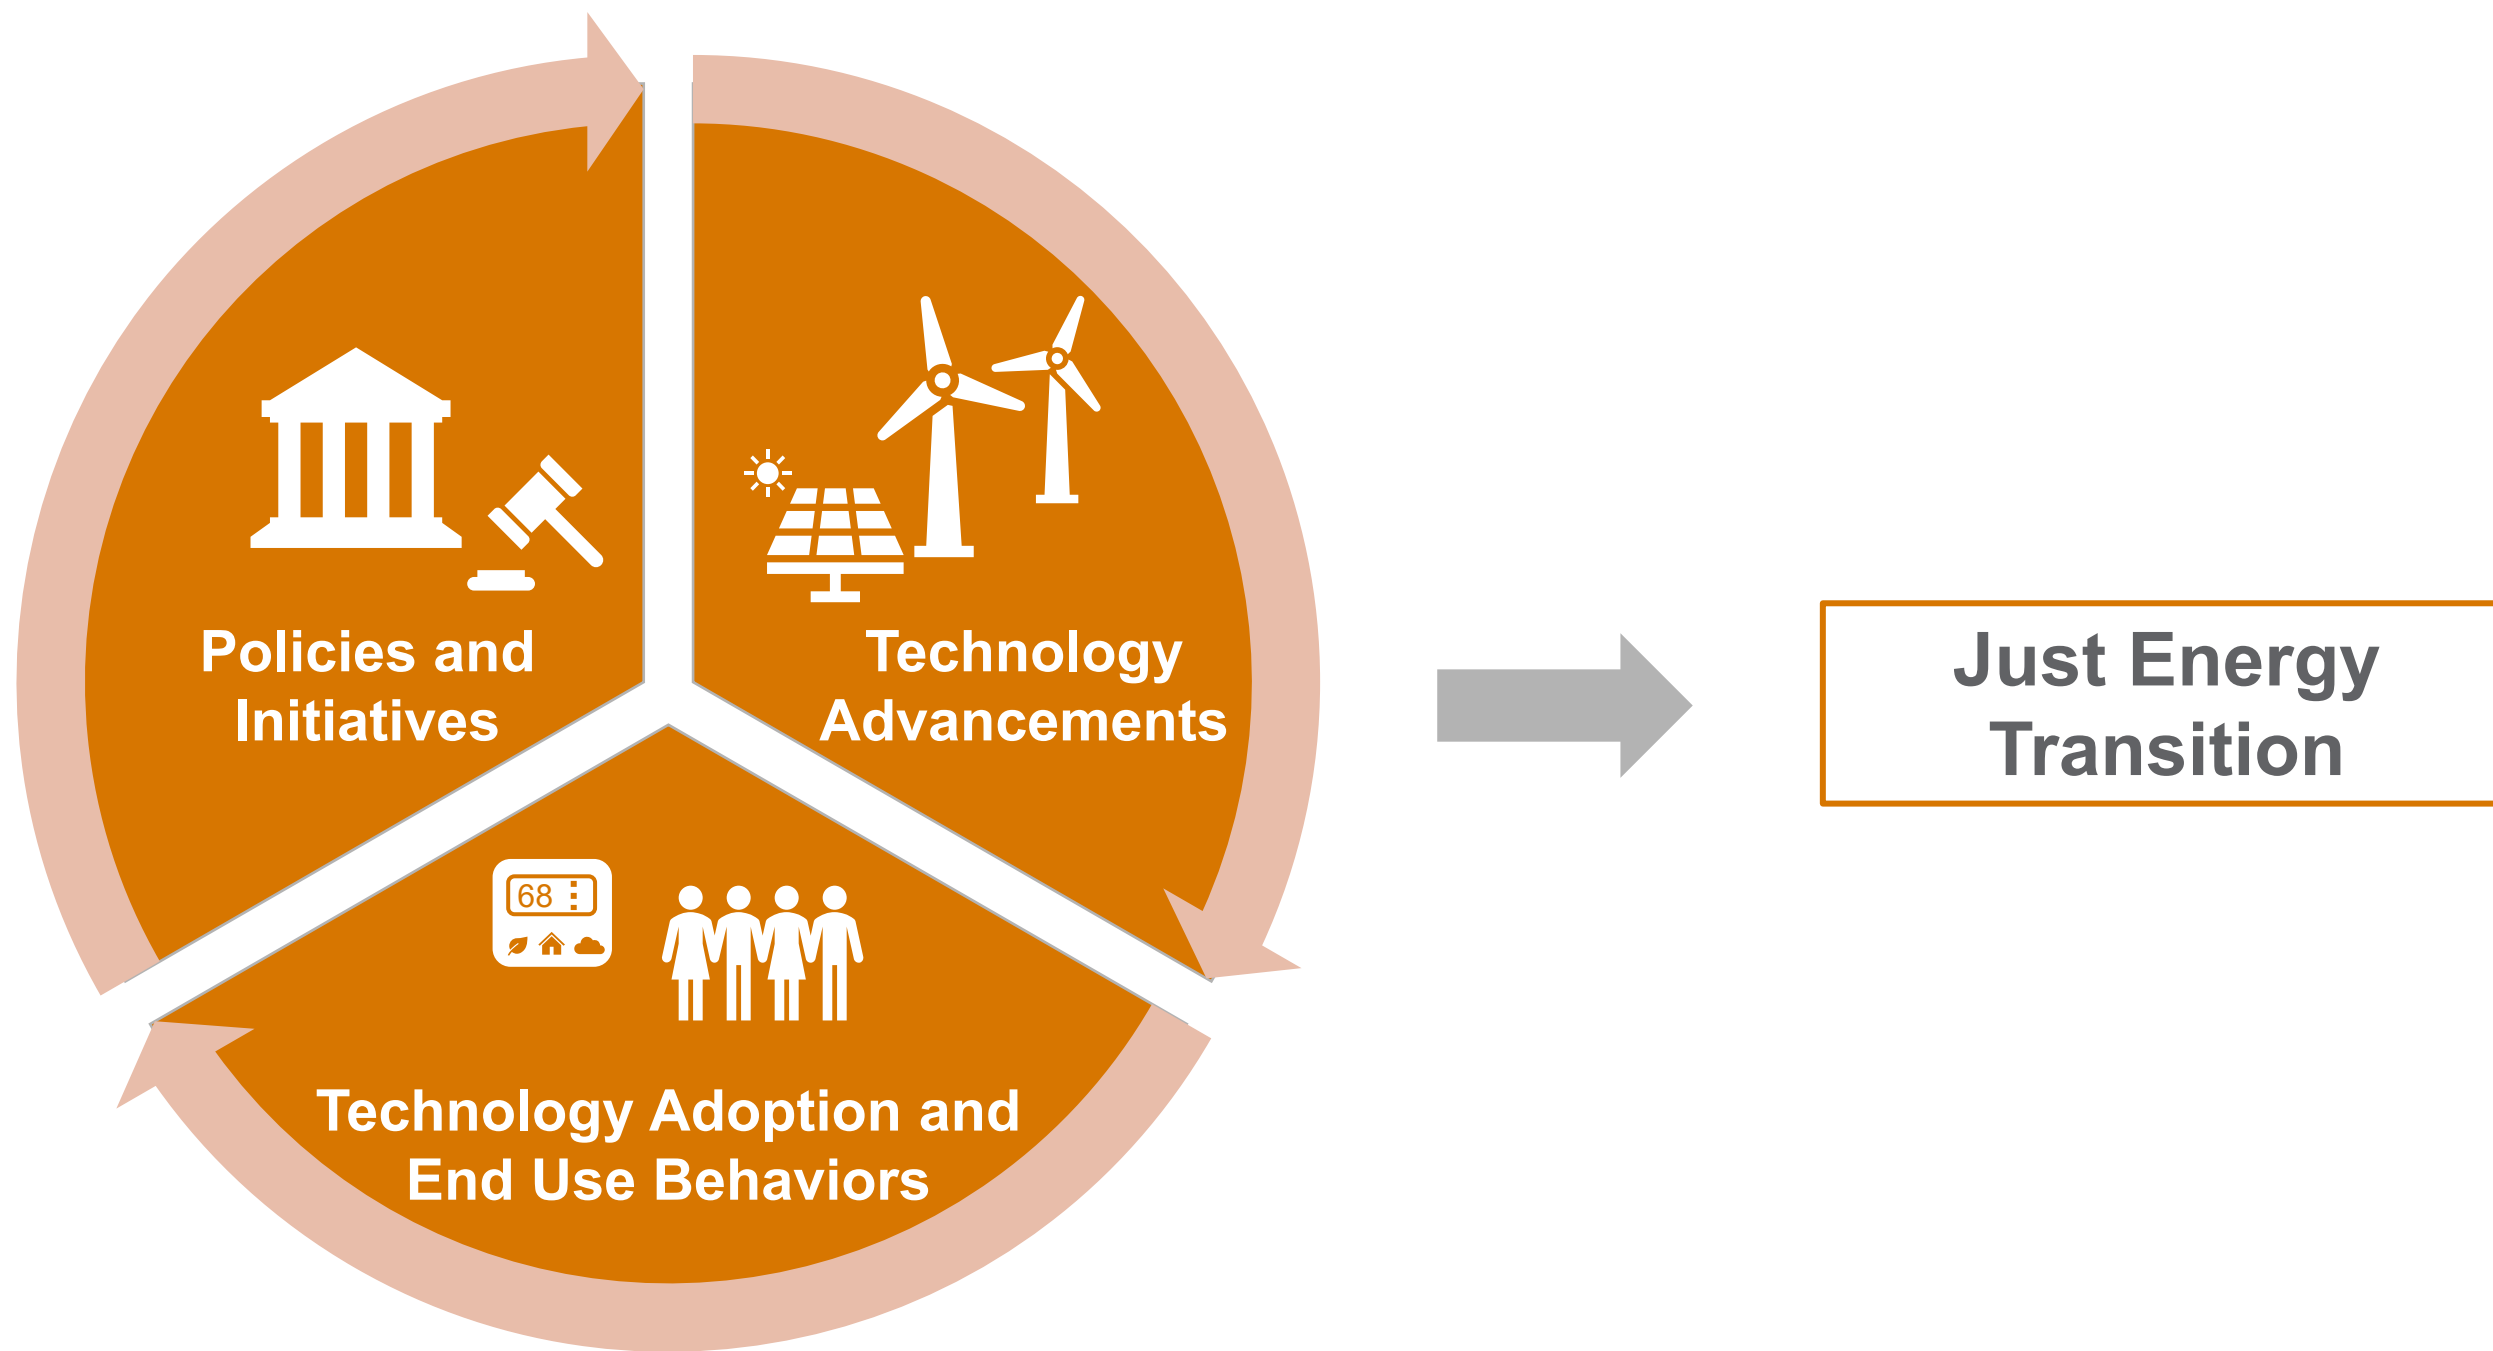 Policies and
Initiatives
Technology
Advancements
68
Technology Adoption and
End Use Behaviors
Just Energy
Transition